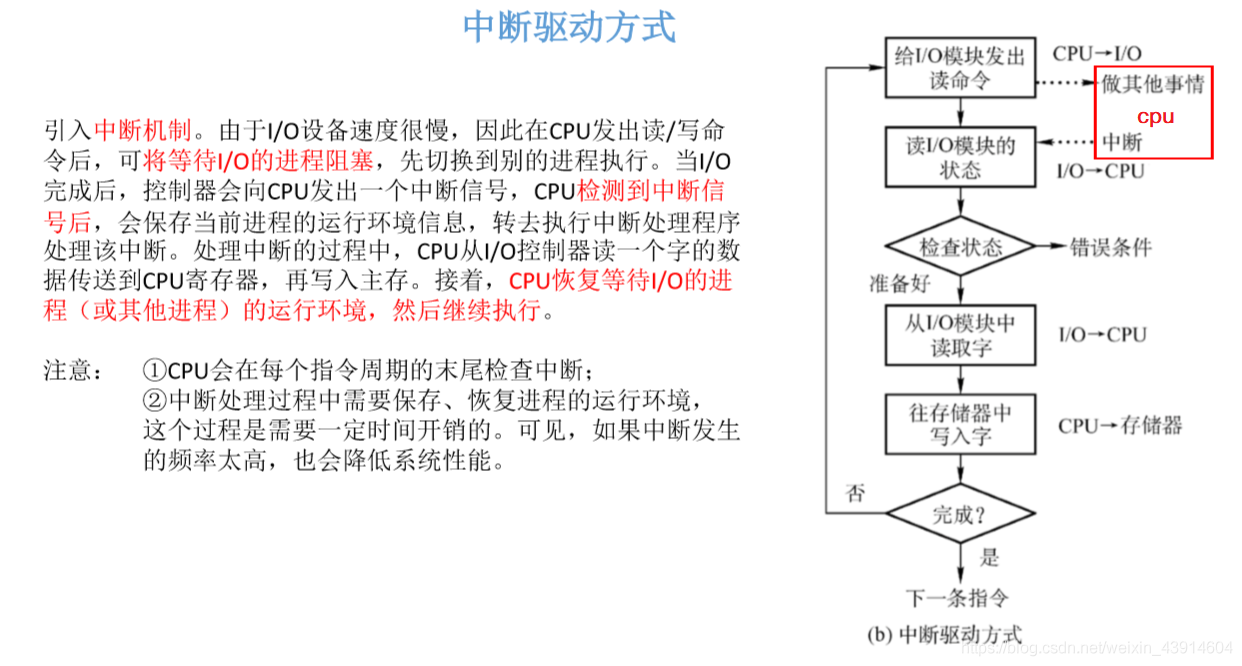 中断驱动方式
引入中断机制。由于I/O设备速度很慢，因此在CPU发出读/写命
令后，可将等待I/O的进程阻塞，先切换到别的进程执行。当I/O
完成后，控制器会向CPU发出一个中断信号，CPU检测到中断信
号后，会保存当前进程的运行环境信息，转去执行中断处理程序
处理该中断。处理中断的过程中，CPU从I/O控制器读一个字的数
据传送到CPU寄存器，再写入主存。接着，CPU恢复等待I/O的进
程（或其他进程）的运行环境，然后继续执行。
注意： ①CPU会在每个指令周期的末尾检查中断；
②中断处理过程中需要保存、恢复进程的运行环境，
这个过程是需要一定时间开销的。可见，如果中断发生
的频率太高，也会降低系统性能。
给I/O模块发出
读命令
CPU→I/O
做其他事情
cpu
中断
读I/O模块的
状态
I/O→CPU
检查状态
错误条件
准备好
从I/O模块中
读取字
I/O→CPU
往存储器中
写入字
CPU→存储器
否
完成？
是
下一条指令
(b) 中断驱动方式
https://blog.csdn.net/weixin_43914604